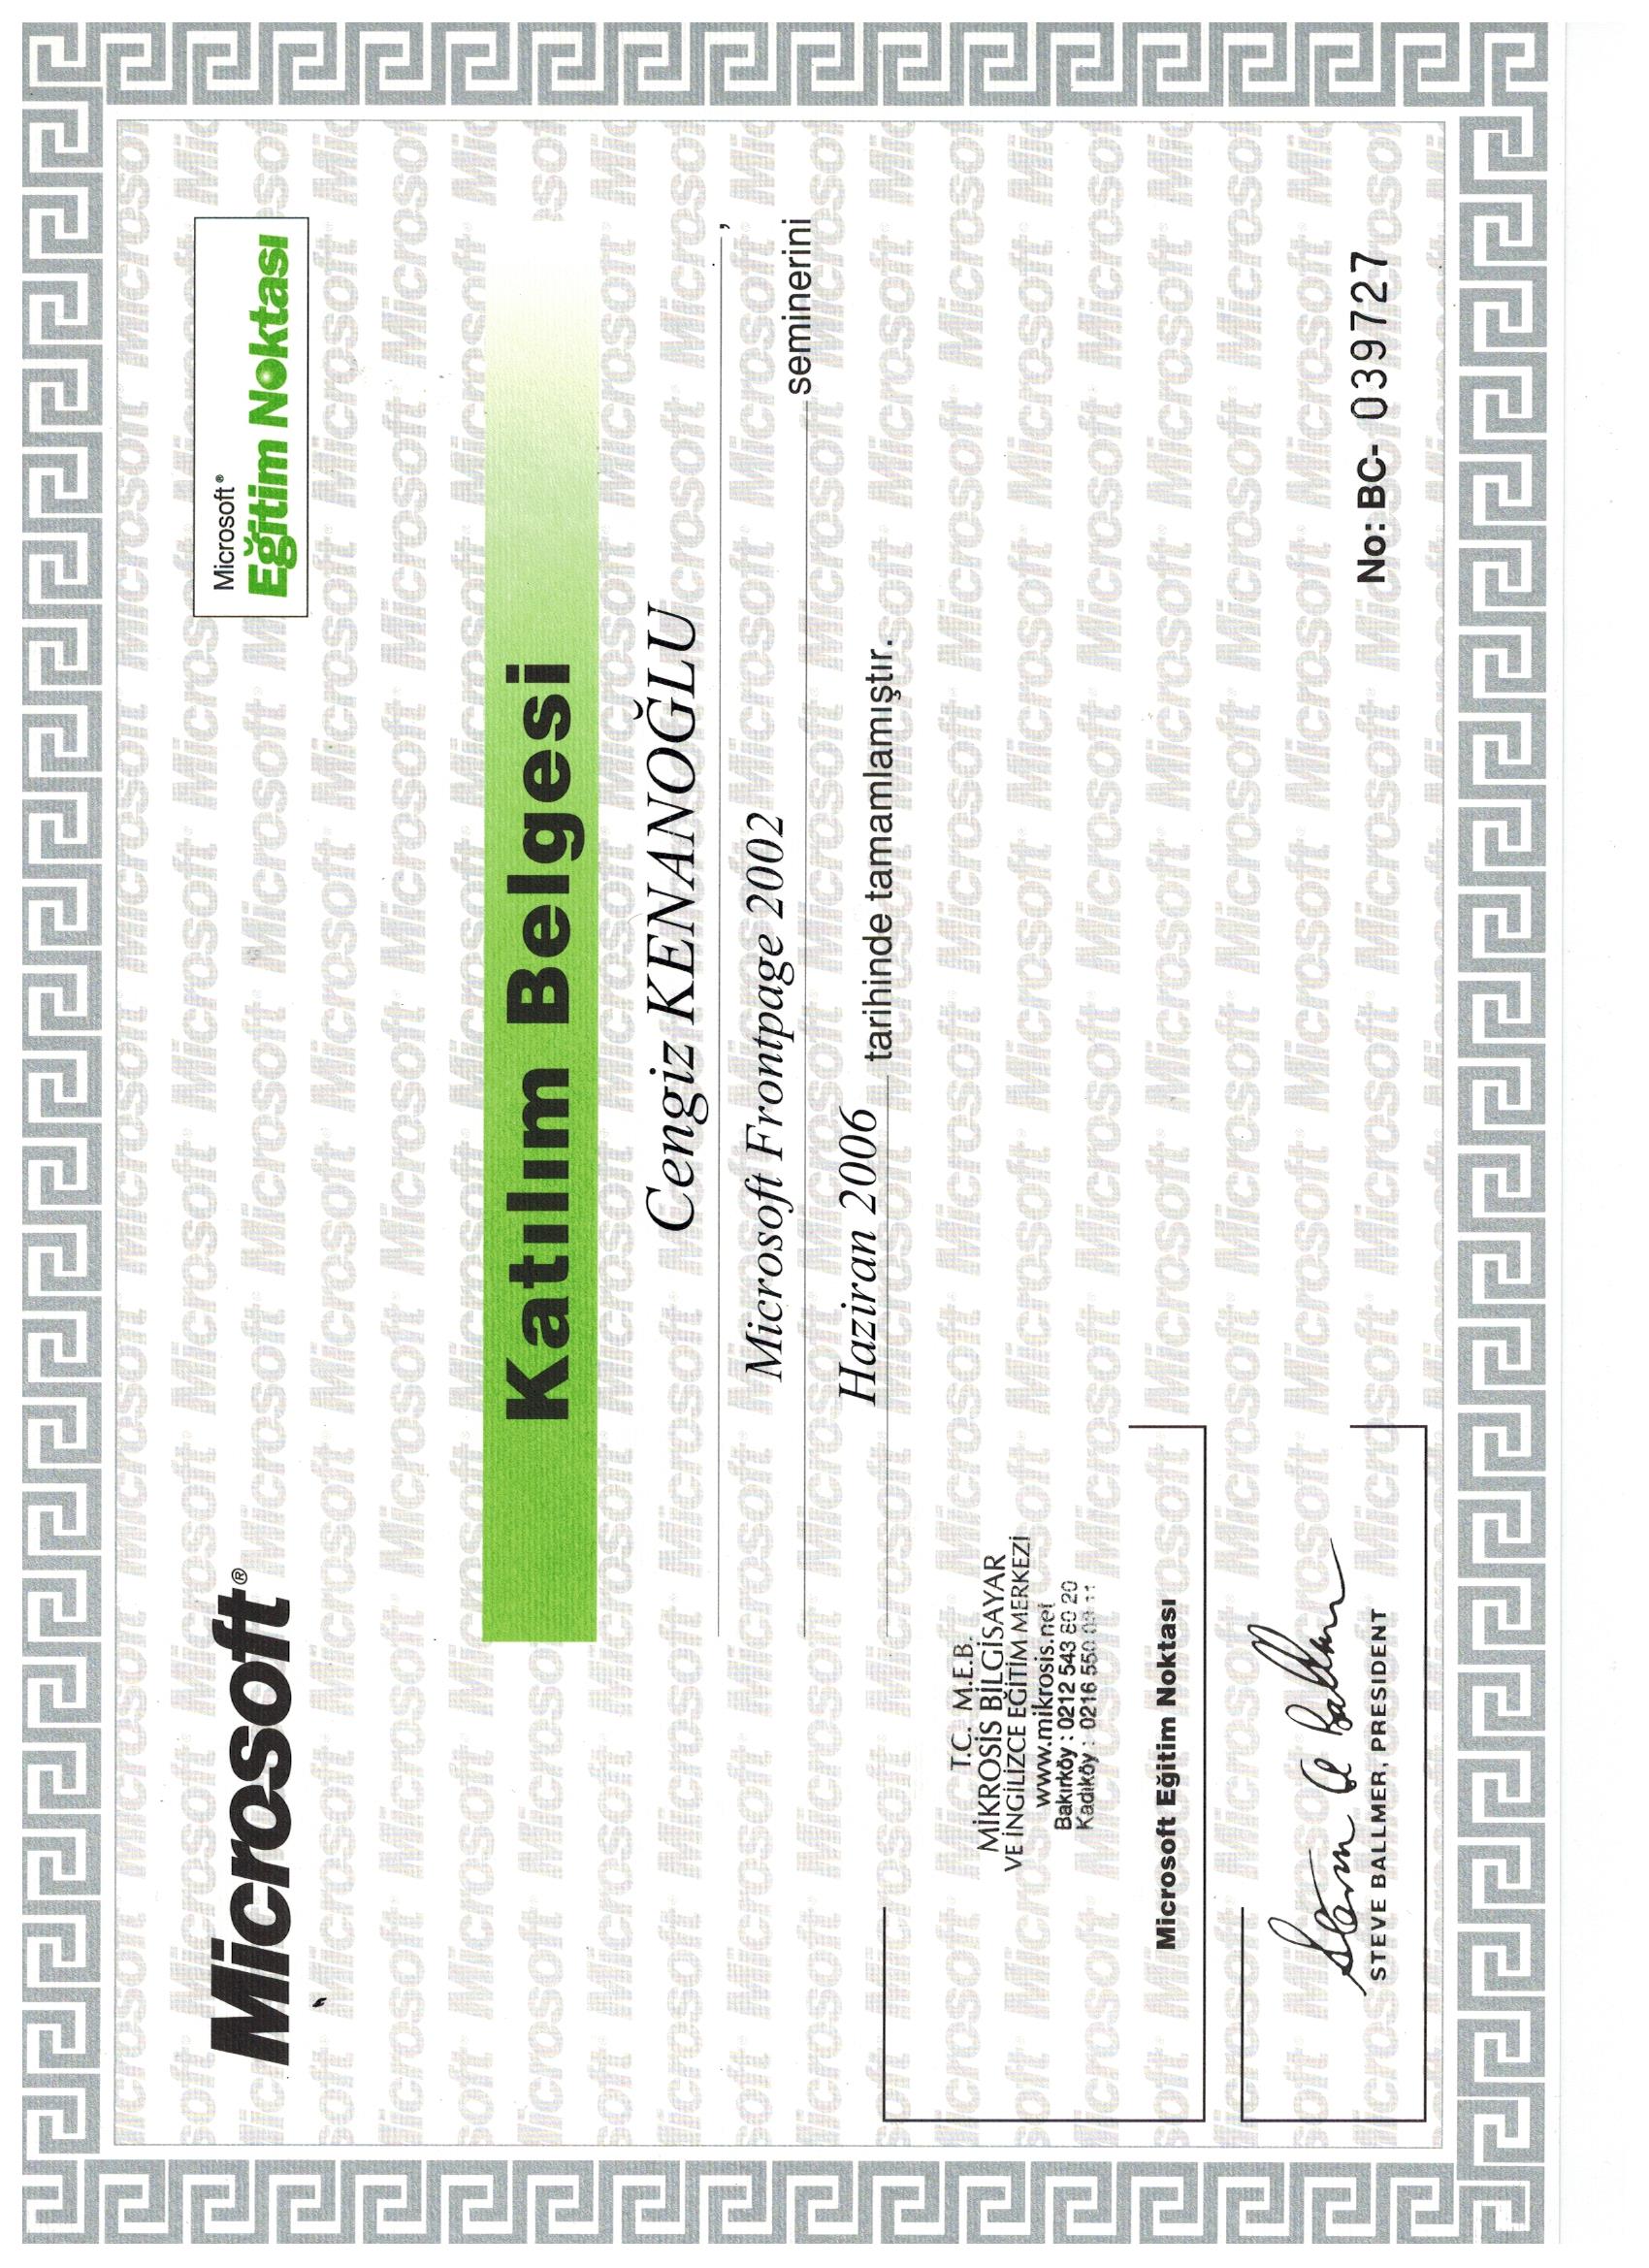 Microsoft®
Microsoft®
Eğitim Noktası
Katılım Belgesi
Cengiz KENANOĞLU,
Microsoft Frontpage 2002 seminerini
Haziran 2006 tarihinde tamamlamıştır.
T.C. M.E.B.
MİKROSİS BİLGİSAYAR
VE İNGİLİZCE EĞİTİM MERKEZİ
www.mikrosis.net
Bakırköy : 0212 543 80 20
Kadıköy : 0216 550
Microsoft Eğitim Noktası
Steven A Ballmer
STEVE BALLMER, PRESIDENT
No: BC- 039727